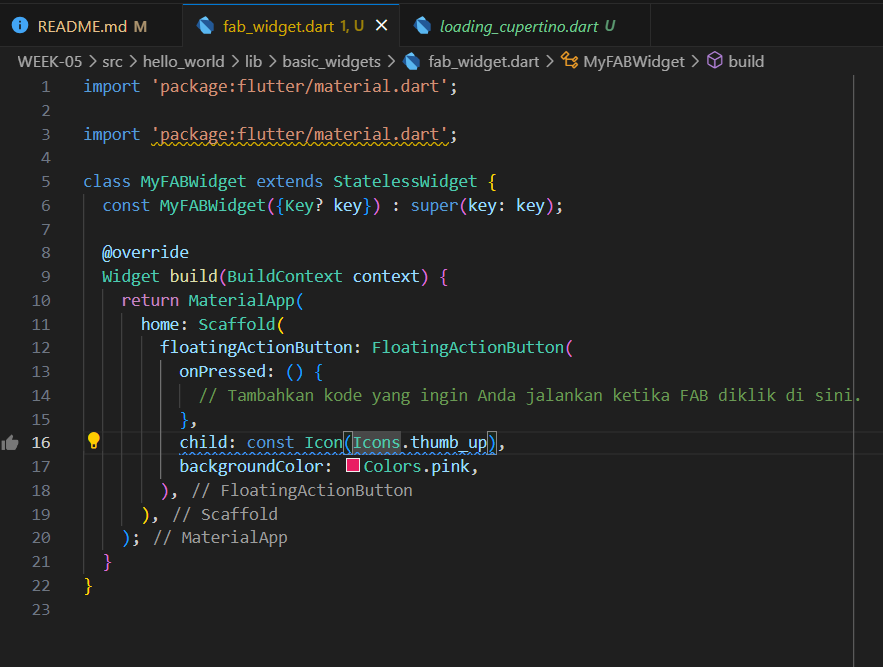 README.md M
fab_widget.dart 1, U
loading_cupertino.dart U
WEEK-05 > src > hello_world > lib > basic_widgets > fab_widget.dart > MyFABWidget > build
1 import 'package:flutter/material.dart';
2
3 import 'package:flutter/material.dart';
4
5 class MyFABWidget extends StatelessWidget {
6 const MyFABWidget({Key? key}) : super(key: key);
7
8 @override
9 Widget build(BuildContext context) {
10 return MaterialApp(
11 home: Scaffold(
12 floatingActionButton: FloatingActionButton(
13 onPressed: () {
14 // Tambahkan kode yang ingin Anda jalankan ketika FAB diklik di sini.
15 },
16 child: const Icon(Icons.thumb_up),
17 backgroundColor: Colors.pink,
18 ), // FloatingActionButton
19 ), // Scaffold
20 ); // MaterialApp
21 }
22 }
23